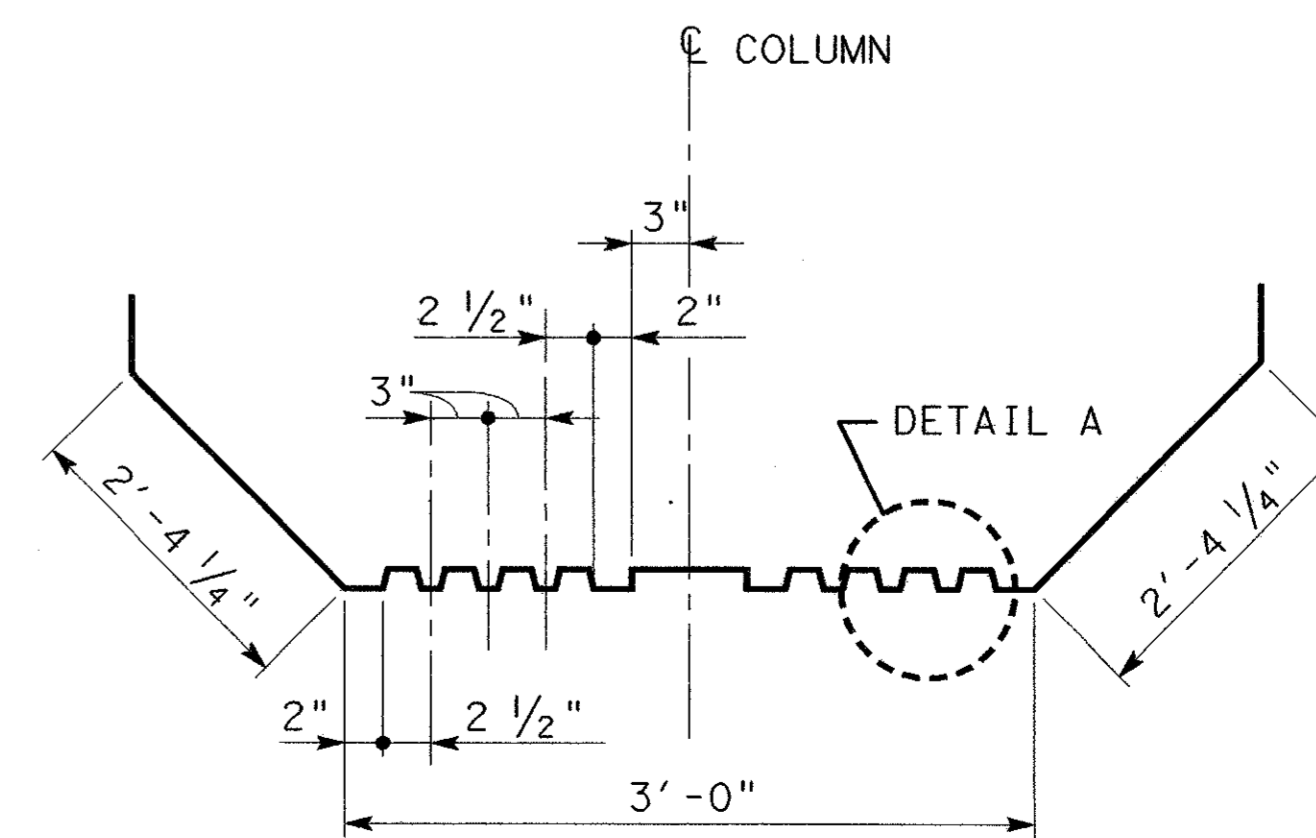 ℄ COLUMN
3"
2 1/2" 2"
3"
DETAIL A
2'-4 1/4"
2'-4 1/4"
2" 2 1/2"
3'-0"